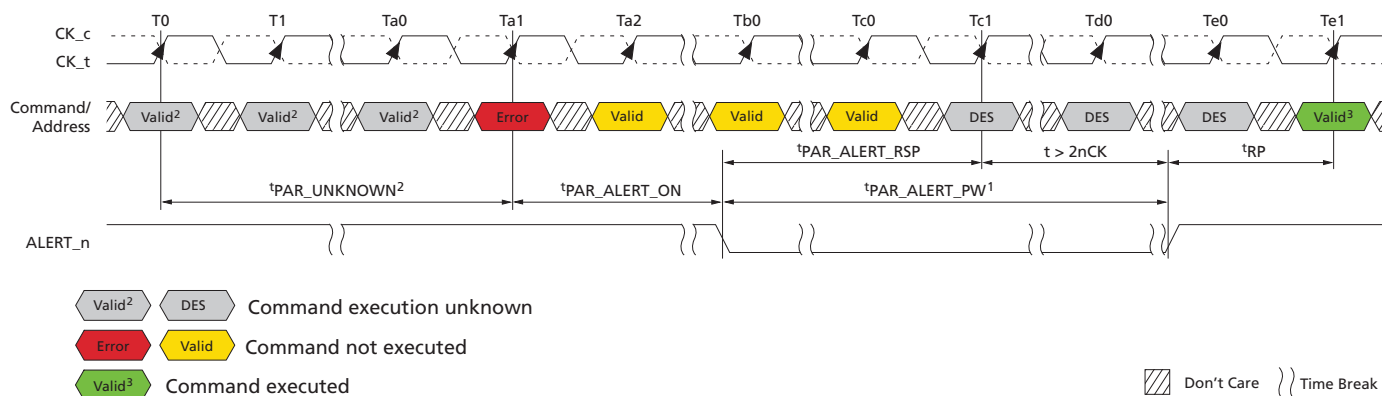 T0 T1 Ta0 Ta1 Ta2 Tb0 Tc0 Tc1 Td0 Te0 Te1
CK_c
CK_t
Command/
Address
Valid² Valid² Valid² Error Valid Valid Valid DES DES DES Valid³
ᵗPAR_ALERT_RSP t > 2nCK ᵗRP
ᵗPAR_UNKNOWN² ᵗPAR_ALERT_ON ᵗPAR_ALERT_PW¹
ALERT_n
Valid² DES Command execution unknown
Error Valid Command not executed
Valid³ Command executed
Don't Care Time Break